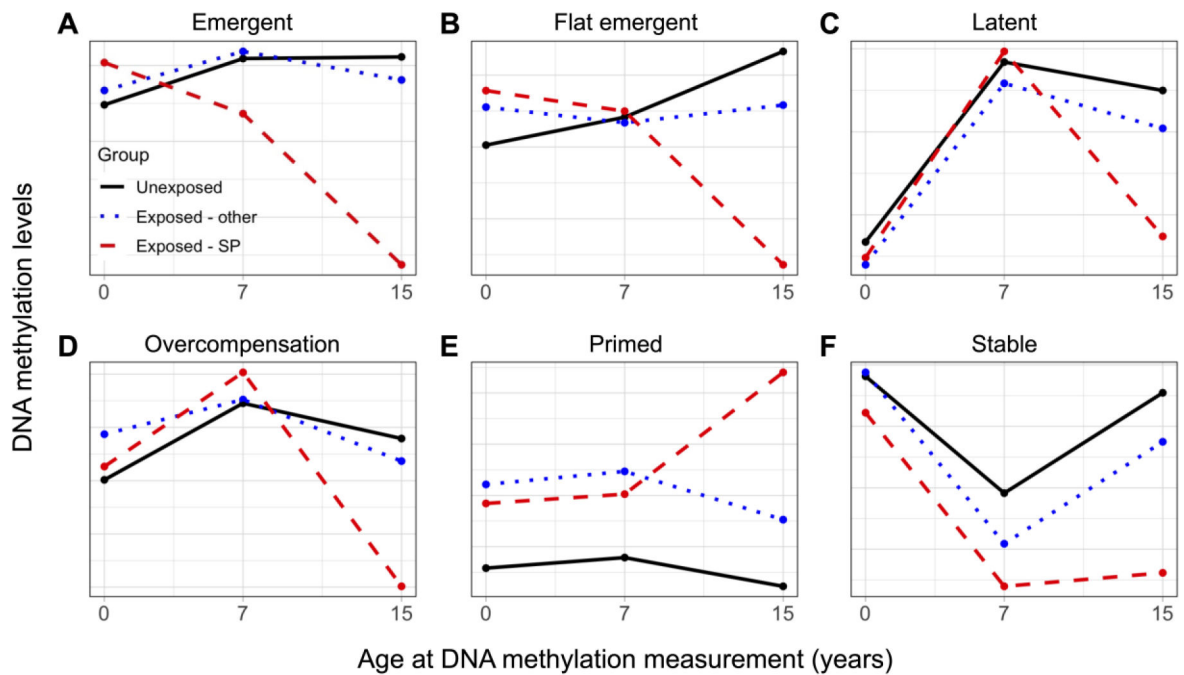 A Emergent
B Flat emergent
C Latent
Group
Unexposed
Exposed - other
Exposed - SP
0 7 15
0 7 15
0 7 15
DNA methylation levels
D Overcompensation
E Primed
F Stable
0 7 15
0 7 15
0 7 15
Age at DNA methylation measurement (years)